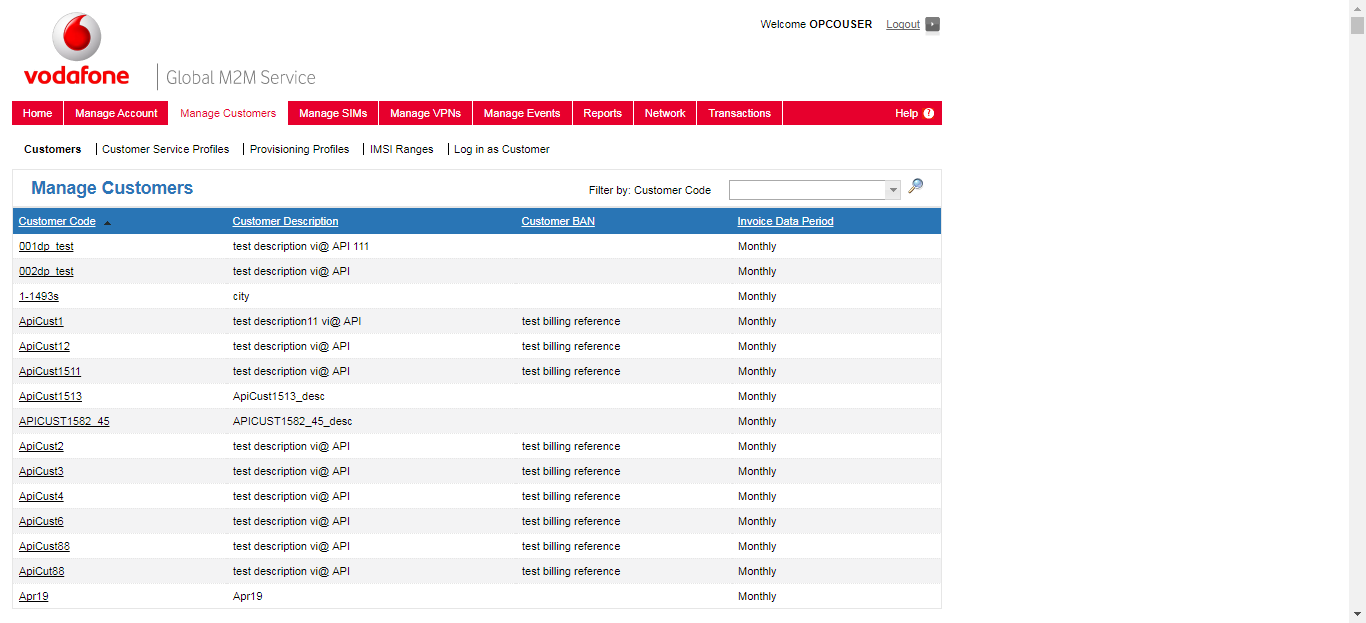 Welcome OPCOUSER Logout
vodafone Global M2M Service
Home Manage Account Manage Customers Manage SIMs Manage VPNs Manage Events Reports Network Transactions Help ?
Customers Customer Service Profiles Provisioning Profiles IMSI Ranges Log in as Customer
Manage Customers Filter by: Customer Code
Customer Code Customer Description Customer BAN Invoice Data Period
001dp_test test description vi@ API 111 Monthly
002dp_test test description vi@ API Monthly
1-1493s city Monthly
ApiCust1 test description11 vi@ API test billing reference Monthly
ApiCust12 test description vi@ API test billing reference Monthly
ApiCust1511 test description vi@ API test billing reference Monthly
ApiCust1513 ApiCust1513_desc Monthly
APICUST1582_45 APICUST1582_45_desc Monthly
ApiCust2 test description vi@ API test billing reference Monthly
ApiCust3 test description vi@ API test billing reference Monthly
ApiCust4 test description vi@ API test billing reference Monthly
ApiCust6 test description vi@ API test billing reference Monthly
ApiCust88 test description vi@ API test billing reference Monthly
ApiCut88 test description vi@ API test billing reference Monthly
Apr19 Apr19 Monthly